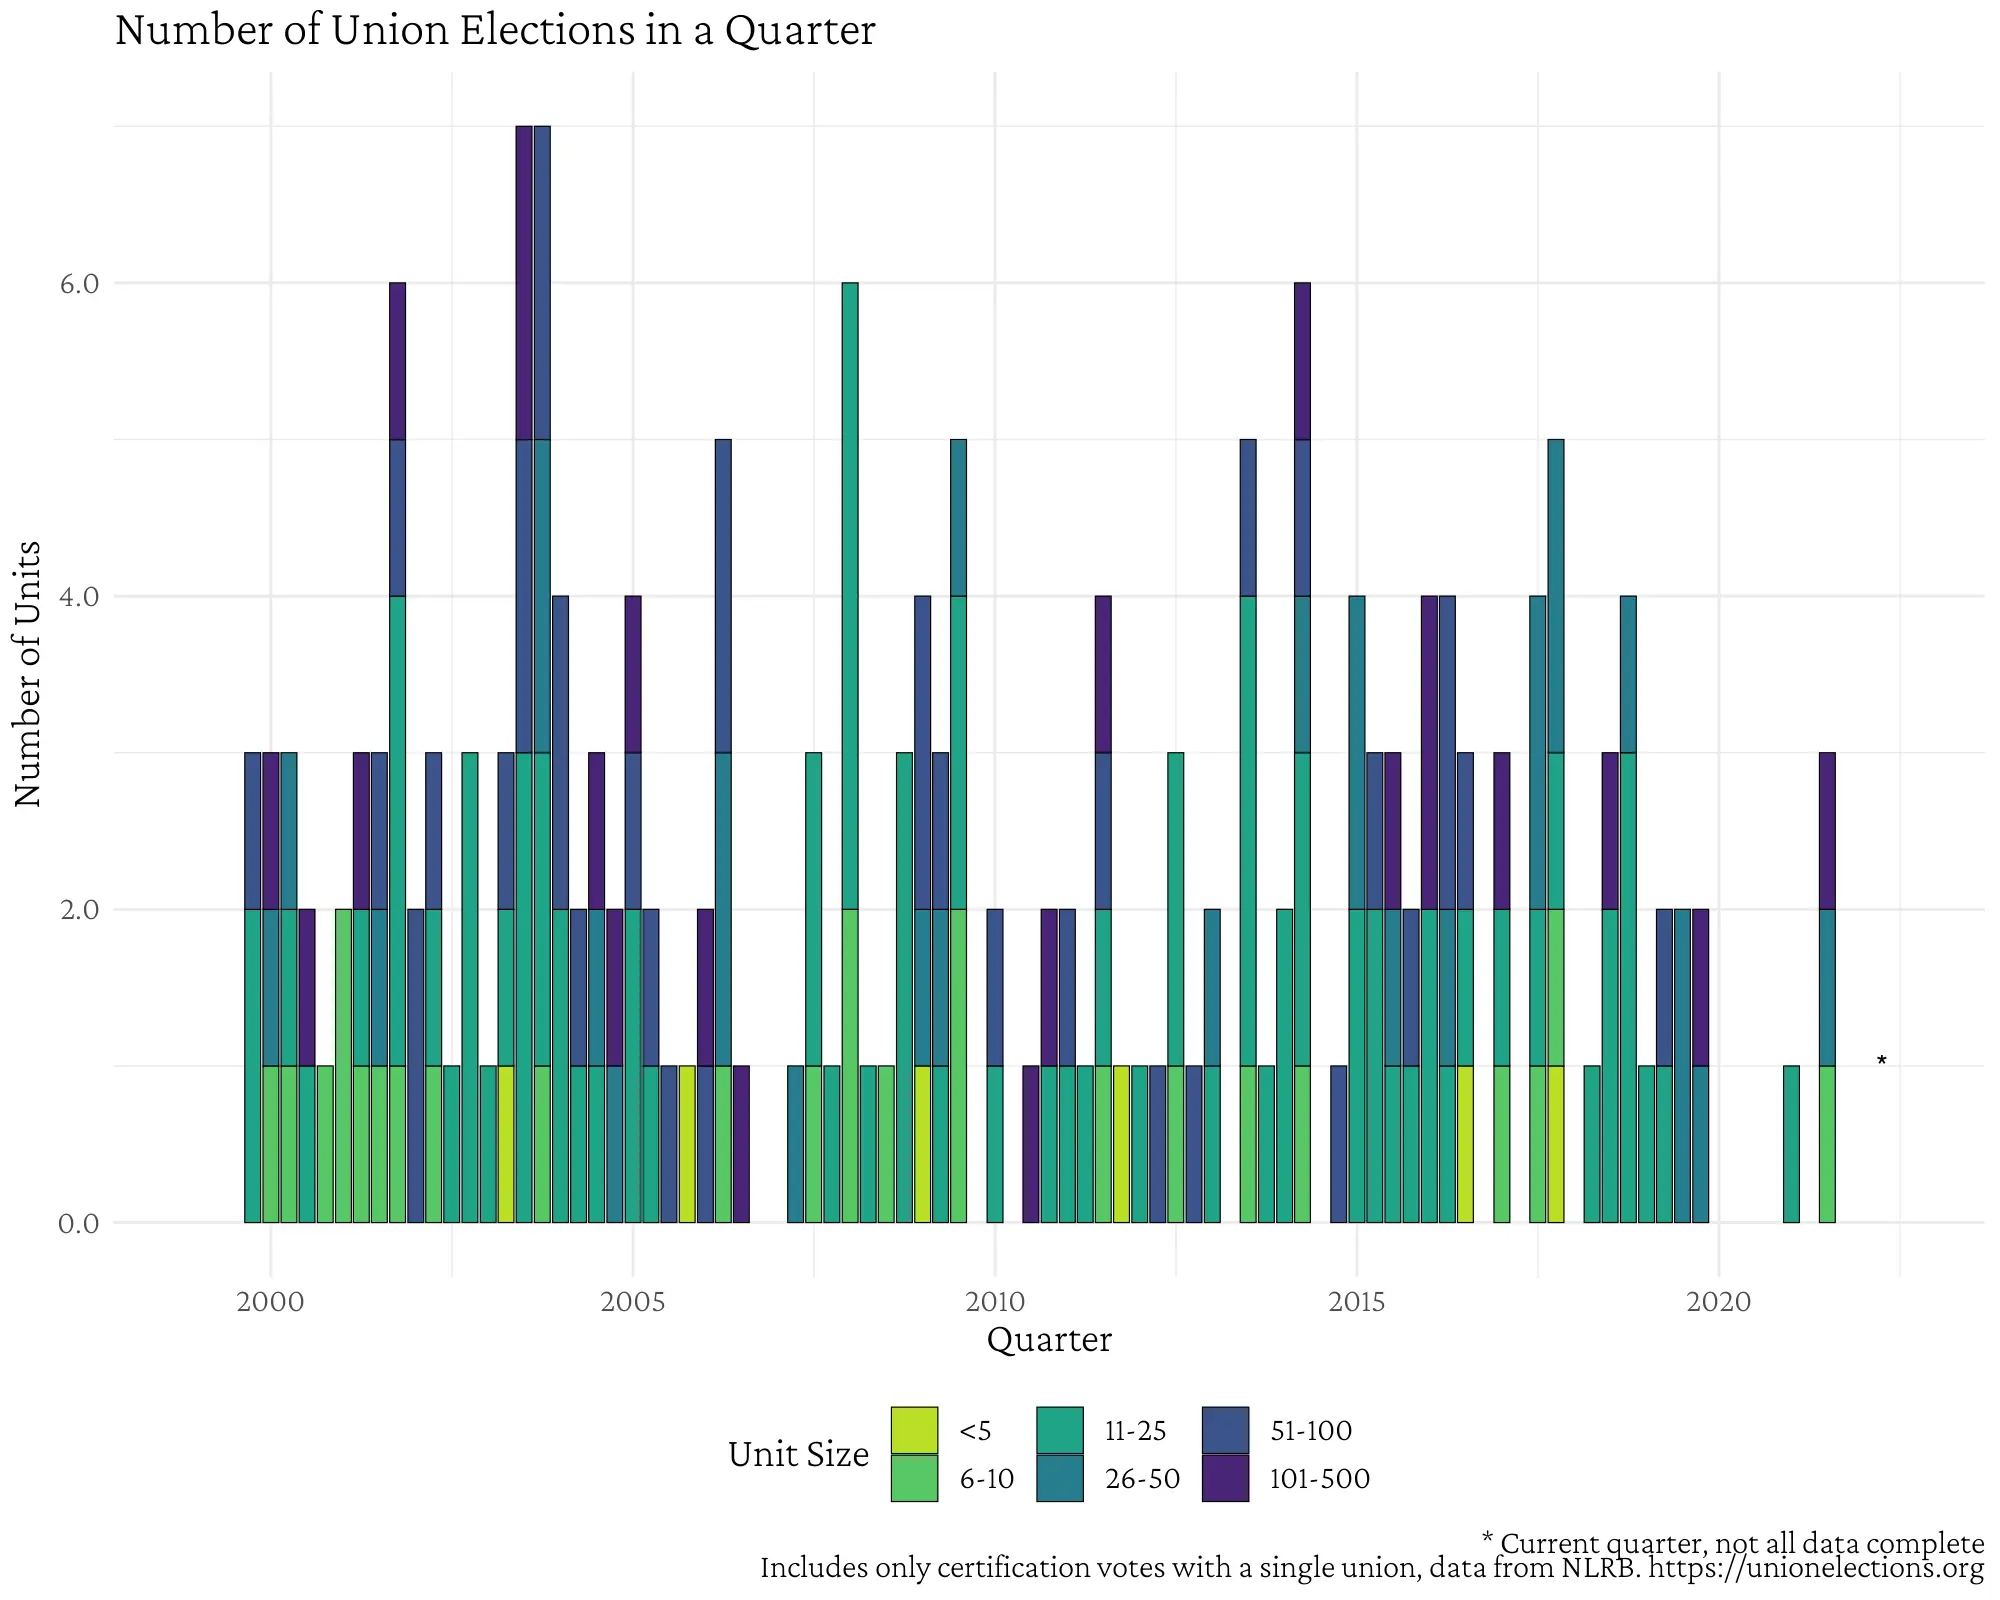 Number of Union Elections in a Quarter
Number of Units
6.0
4.0
2.0
0.0
*
2000 2005 2010 2015 2020
Quarter
Unit Size
<5 11-25 51-100
6-10 26-50 101-500
* Current quarter, not all data complete
Includes only certification votes with a single union, data from NLRB. https://unionelections.org